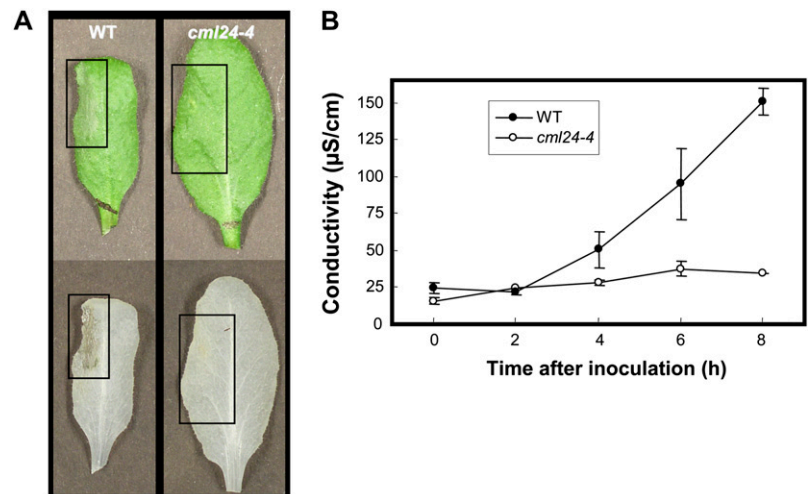 A
WT
cml24-4
B
Conductivity (µS/cm)
150
125
100
75
50
25
0
WT
cml24-4
0 2 4 6 8
Time after inoculation (h)